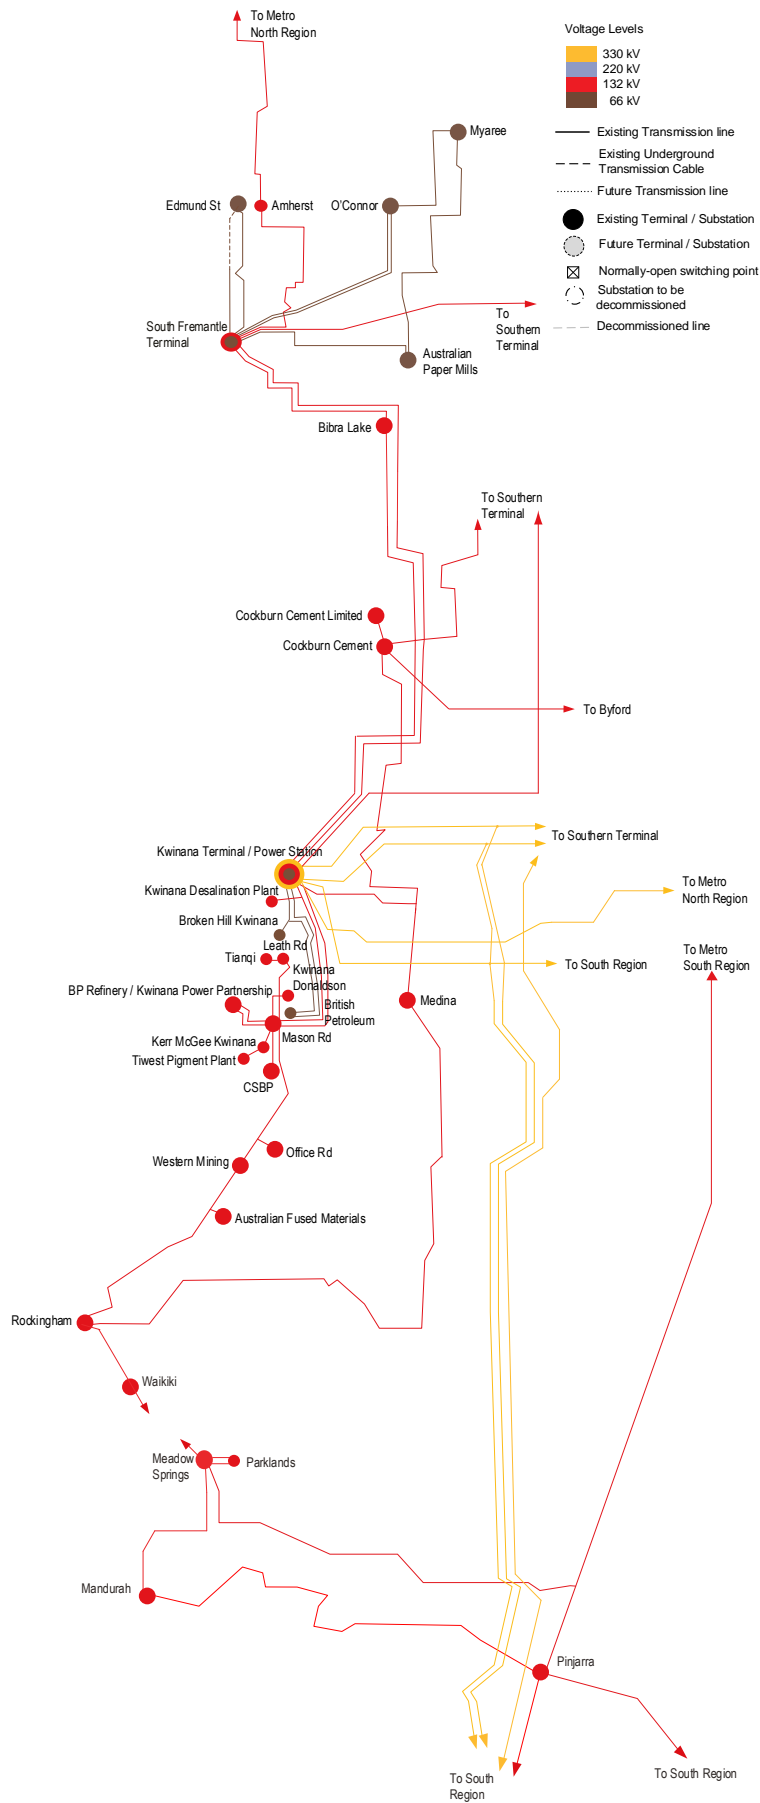 To Metro
North Region
Voltage Levels
330 kV
220 kV
132 kV
66 kV
Existing Transmission line
Existing Underground
Transmission Cable
Future Transmission line
Existing Terminal / Substation
Future Terminal / Substation
Normally-open switching point
Substation to be
decommissioned
Decommissioned line
Myaree
Edmund St
Amherst
O'Connor
South Fremantle
Terminal
To
Southern
Terminal
Australian
Paper Mills
Bibra Lake
To Southern
Terminal
Cockburn Cement Limited
Cockburn Cement
To Byford
To Southern Terminal
Kwinana Terminal / Power Station
Kwinana Desalination Plant
To Metro
North Region
Broken Hill Kwinana
Leath Rd
Tianqi
Kwinana
Donaldson
To South Region
To Metro
South Region
BP Refinery / Kwinana Power Partnership
British
Petroleum
Medina
Mason Rd
Kerr McGee Kwinana
Tiwest Pigment Plant
CSBP
Office Rd
Western Mining
Australian Fused Materials
Rockingham
Waikiki
Meadow
Springs
Parklands
Mandurah
Pinjarra
To South
Region
To South Region